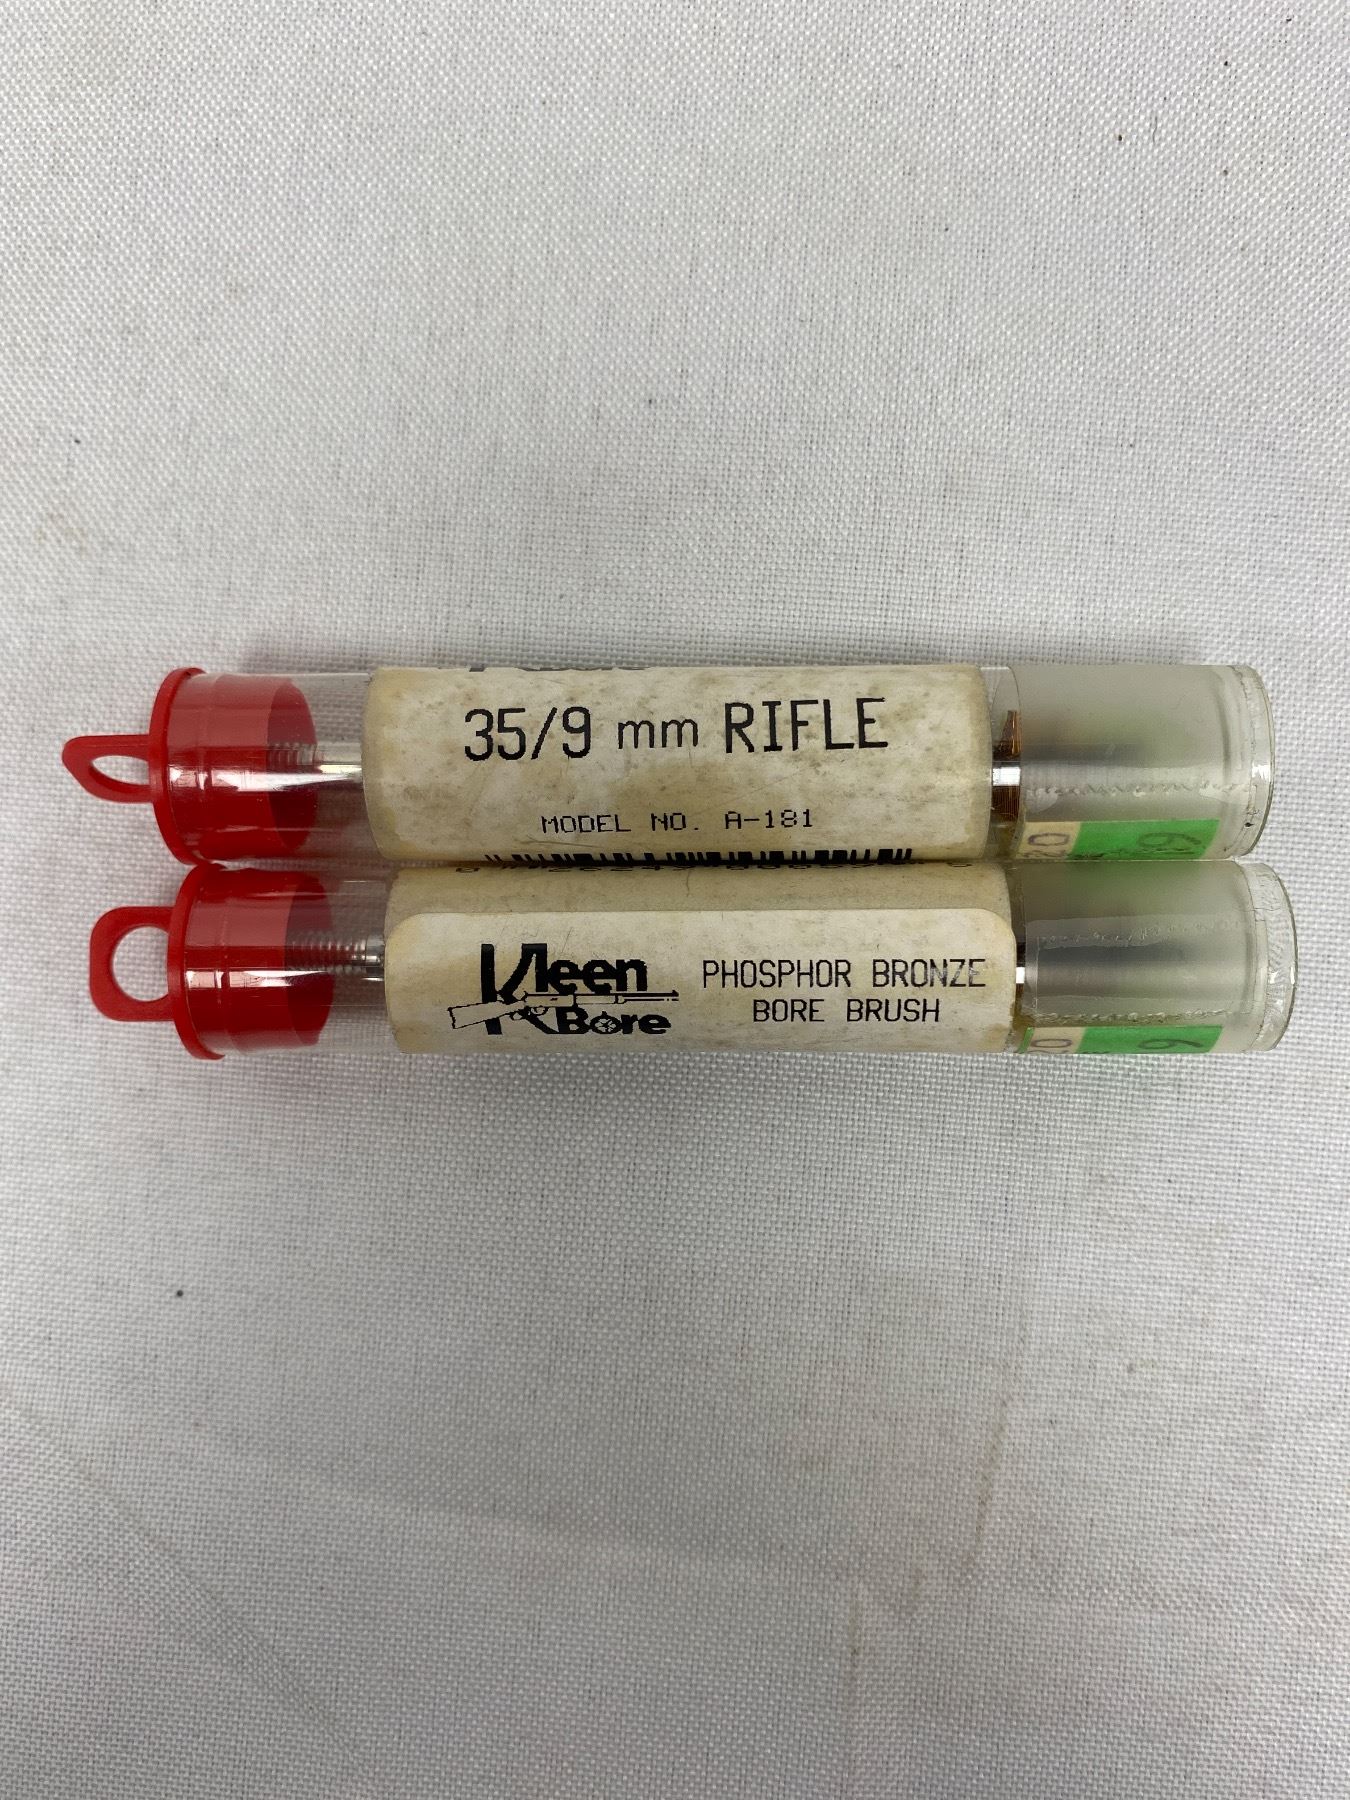 35/9 mm RIFLE
MODEL NO. A-181
Kleen
Bore
PHOSPHOR BRONZE
BORE BRUSH